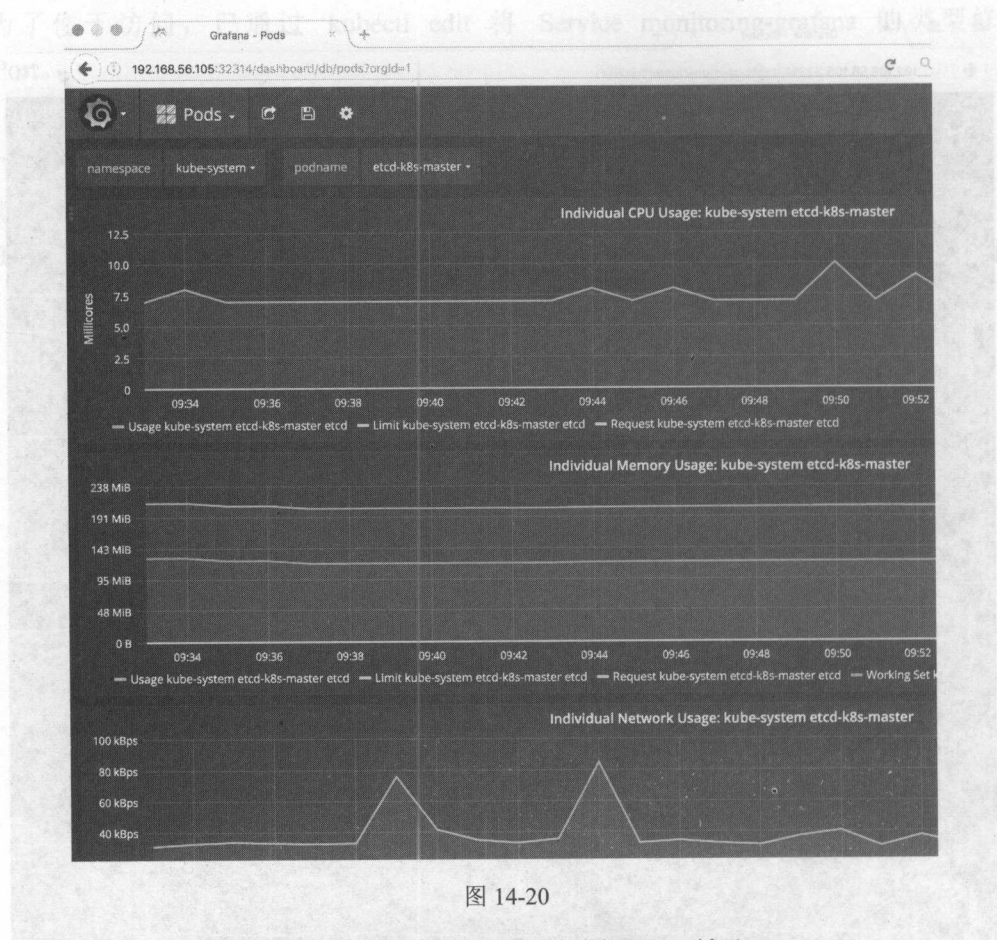 Grafana - Pods
192.168.56.105:32314/dashboard/db/pods?orgId=1
Pods
namespace kube-system podname etcd-k8s-master
Individual CPU Usage: kube-system etcd-k8s-master
Millicores
12.5
10.0
7.5
5.0
2.5
0
09:34 09:36 09:38 09:40 09:42 09:44 09:46 09:48 09:50 09:52
Usage kube-system etcd-k8s-master etcd Limit kube-system etcd-k8s-master etcd Request kube-system etcd-k8s-master etcd
Individual Memory Usage: kube-system etcd-k8s-master
238 MiB
191 MiB
143 MiB
95 MiB
48 MiB
0 B
09:34 09:36 09:38 09:40 09:42 09:44 09:46 09:48 09:50 09:52
Usage kube-system etcd-k8s-master etcd Limit kube-system etcd-k8s-master etcd Request kube-system etcd-k8s-master etcd Working Set k
Individual Network Usage: kube-system etcd-k8s-master
100 kBps
80 kBps
60 kBps
40 kBps
图 14-20